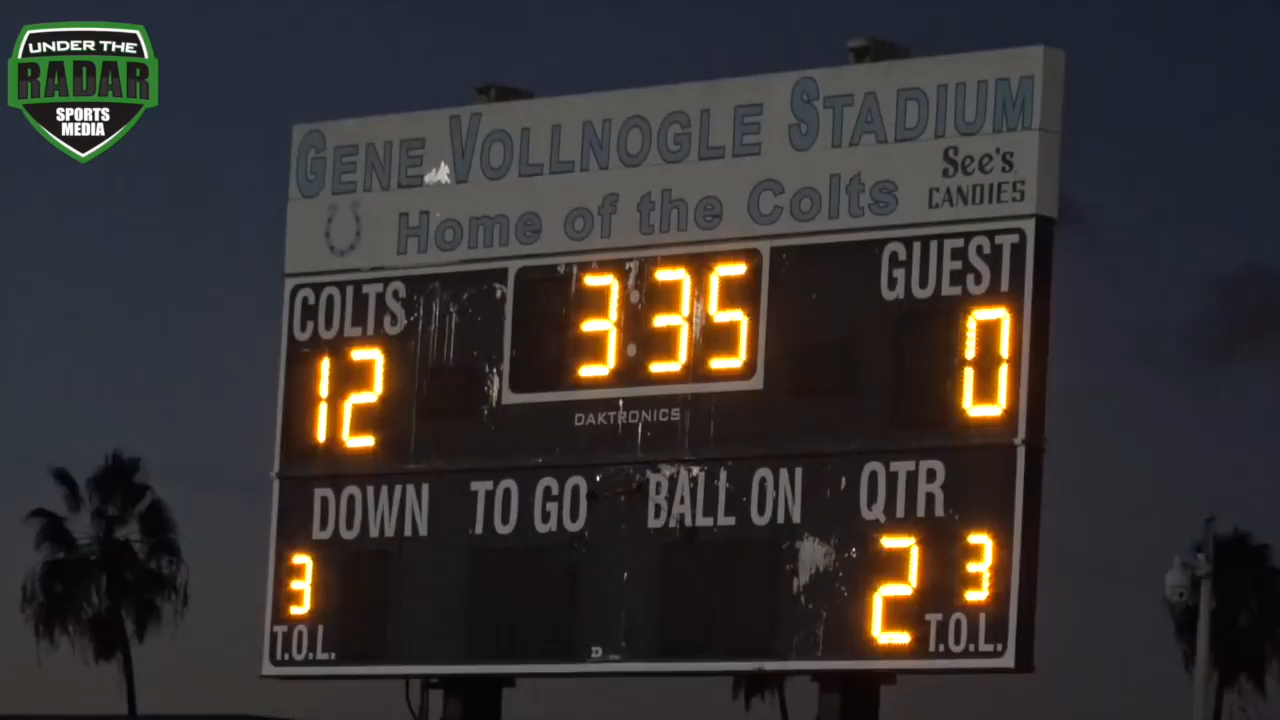 UNDER THE
RADAR
SPORTS
MEDIA
GENE VOLLNOGLE STADIUM
Home of the Colts
See's
CANDIES
COLTS
3:35
GUEST
12
0
DAKTRONICS
DOWN TO GO BALL ON QTR
3
2
3
T.O.L.
T.O.L.
D